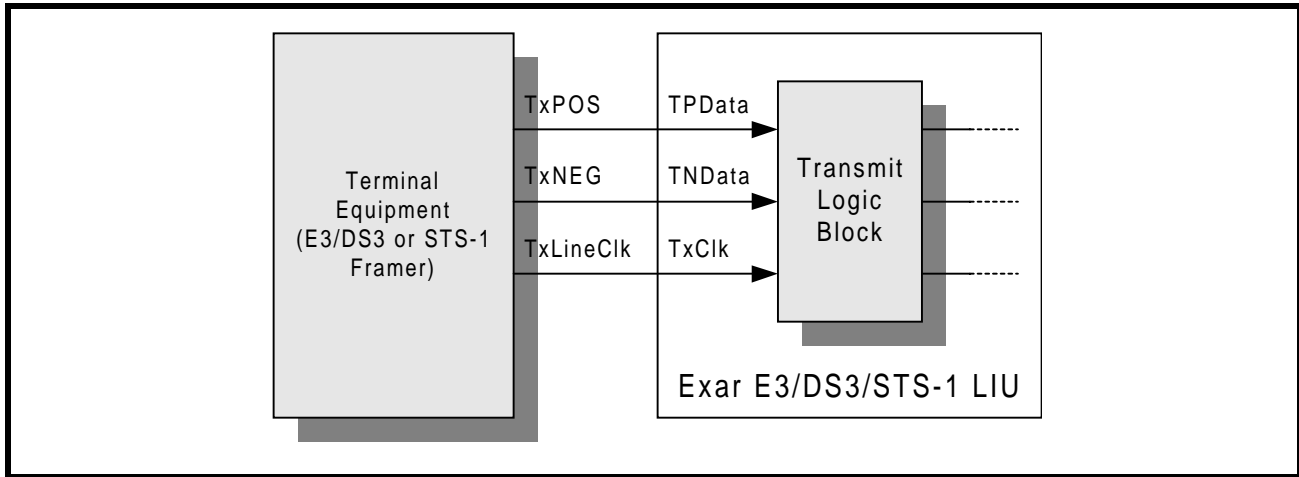 Terminal
Equipment
(E3/DS3 or STS-1
Framer)
TxPOS
TPData
TxNEG
TNData
TxLineClk
TxClk
Transmit
Logic
Block
Exar E3/DS3/STS-1 LIU